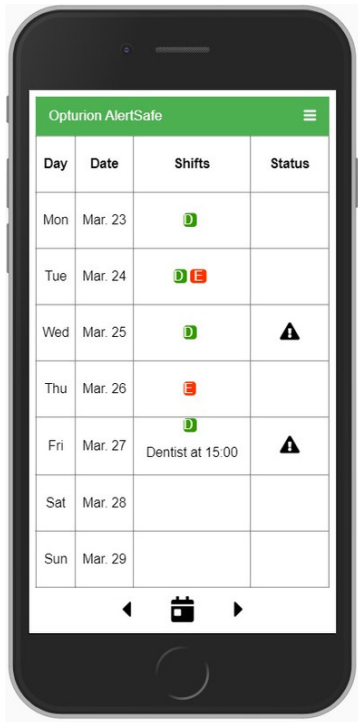 Opturion AlertSafe
Day Date Shifts Status
Mon Mar. 23 D
Tue Mar. 24 D E
Wed Mar. 25 D
Thu Mar. 26 E
Fri Mar. 27 D
Dentist at 15:00
Sat Mar. 28
Sun Mar. 29